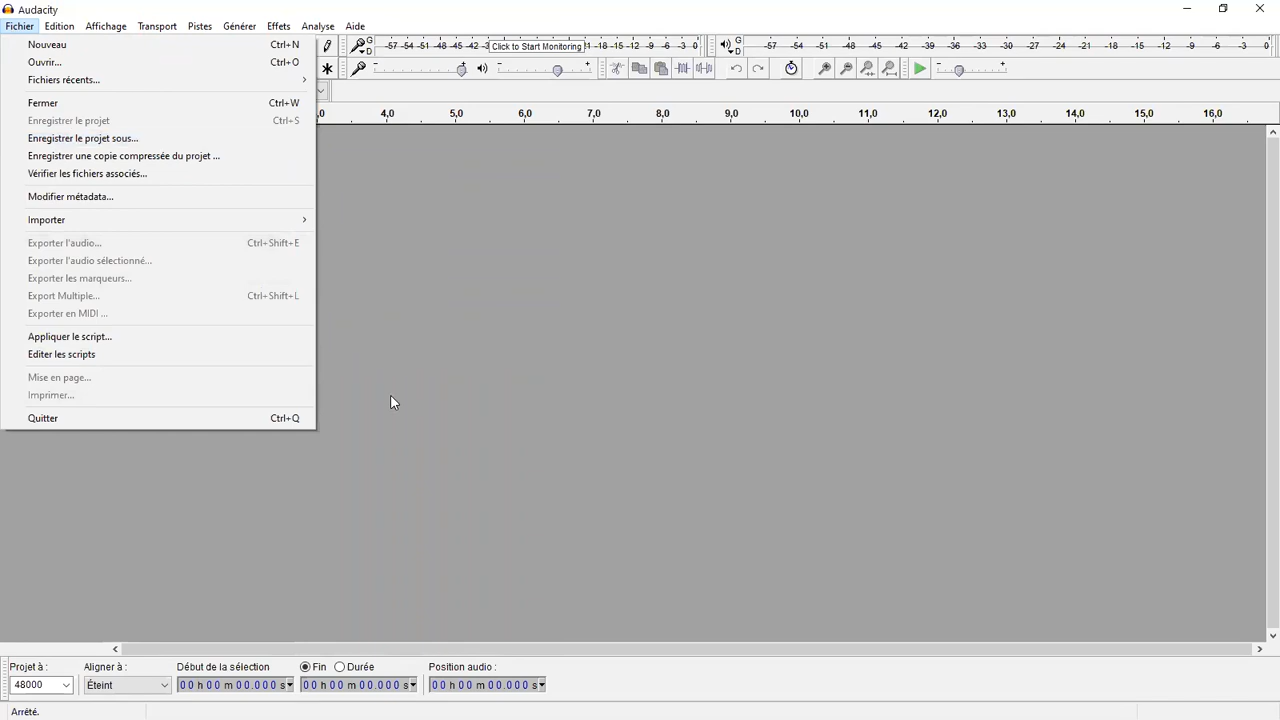 Audacity
Fichier Edition Affichage Transport Pistes Générer Effets Analyse Aide
Nouveau Ctrl+N
Ouvrir... Ctrl+O
Fichiers récents...
Fermer Ctrl+W
Enregistrer le projet Ctrl+S
Enregistrer le projet sous...
Enregistrer une copie compressée du projet ...
Vérifier les fichiers associés...
Modifier métadata...
Importer
Exporter l'audio... Ctrl+Shift+E
Exporter l'audio sélectionné...
Exporter les marqueurs...
Export Multiple... Ctrl+Shift+L
Exporter en MIDI ...
Appliquer le script...
Editer les scripts
Mise en page...
Imprimer...
Quitter Ctrl+Q
G
D
-57 -54 -51 -48 -45 -42 Click to Start Monitoring -18 -15 -12 -9 -6 -3 0
G
D
-57 -54 -51 -48 -45 -42 -39 -36 -33 -30 -27 -24 -21 -18 -15 -12 -9 -6 -3 0
4,0 5,0 6,0 7,0 8,0 9,0 10,0 11,0 12,0 13,0 14,0 15,0 16,0
Projet à : Aligner à : Début de la sélection Fin Durée Position audio :
48000 Éteint 00 h 00 m 00.000 s 00 h 00 m 00.000 s 00 h 00 m 00.000 s
Arrêté.